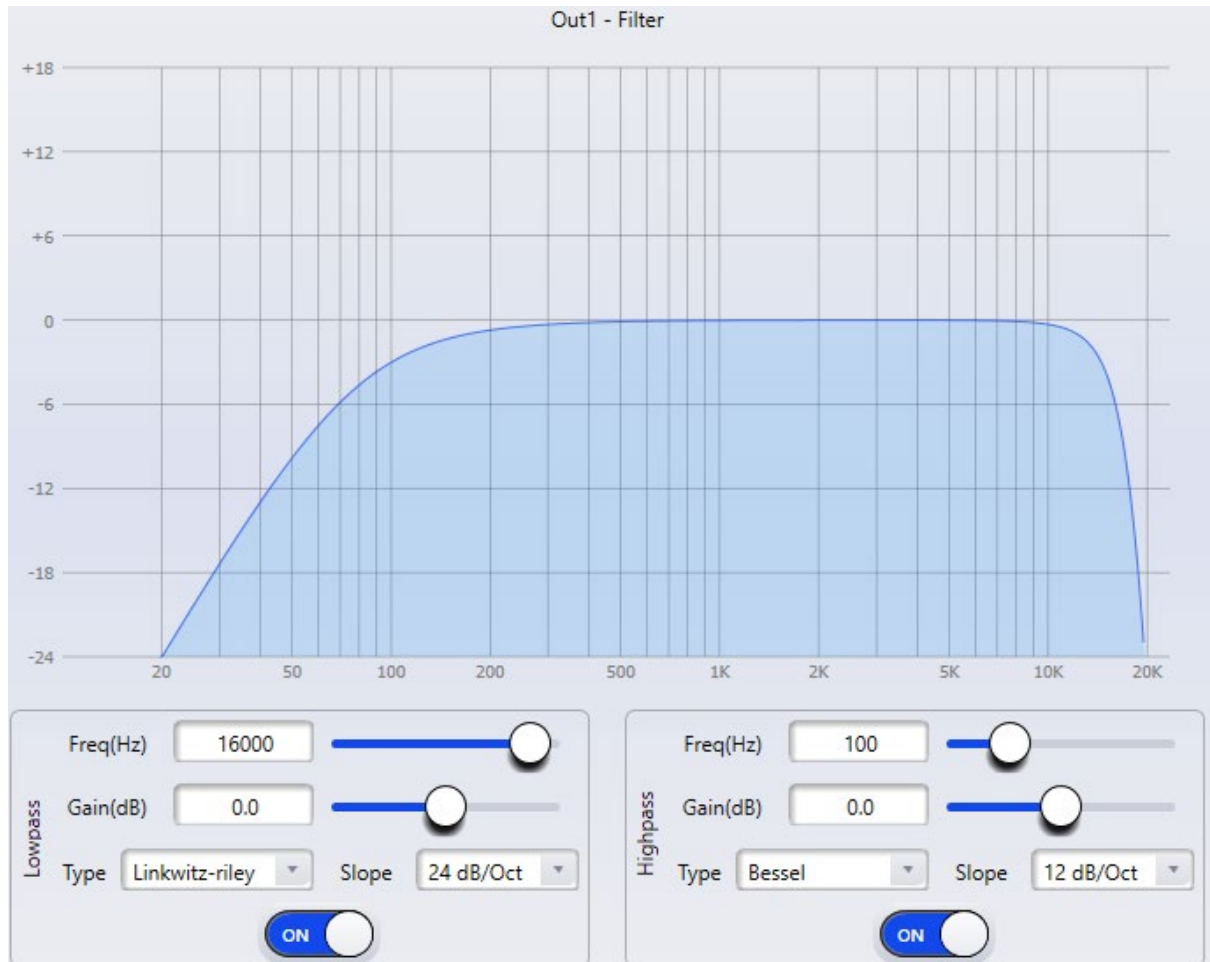 Out1 - Filter
+18
+12
+6
0
-6
-12
-18
-24
20 50 100 200 500 1K 2K 5K 10K 20K
Lowpass
Freq(Hz) 16000
Gain(dB) 0.0
Type Linkwitz-riley Slope 24 dB/Oct
ON
Highpass
Freq(Hz) 100
Gain(dB) 0.0
Type Bessel Slope 12 dB/Oct
ON